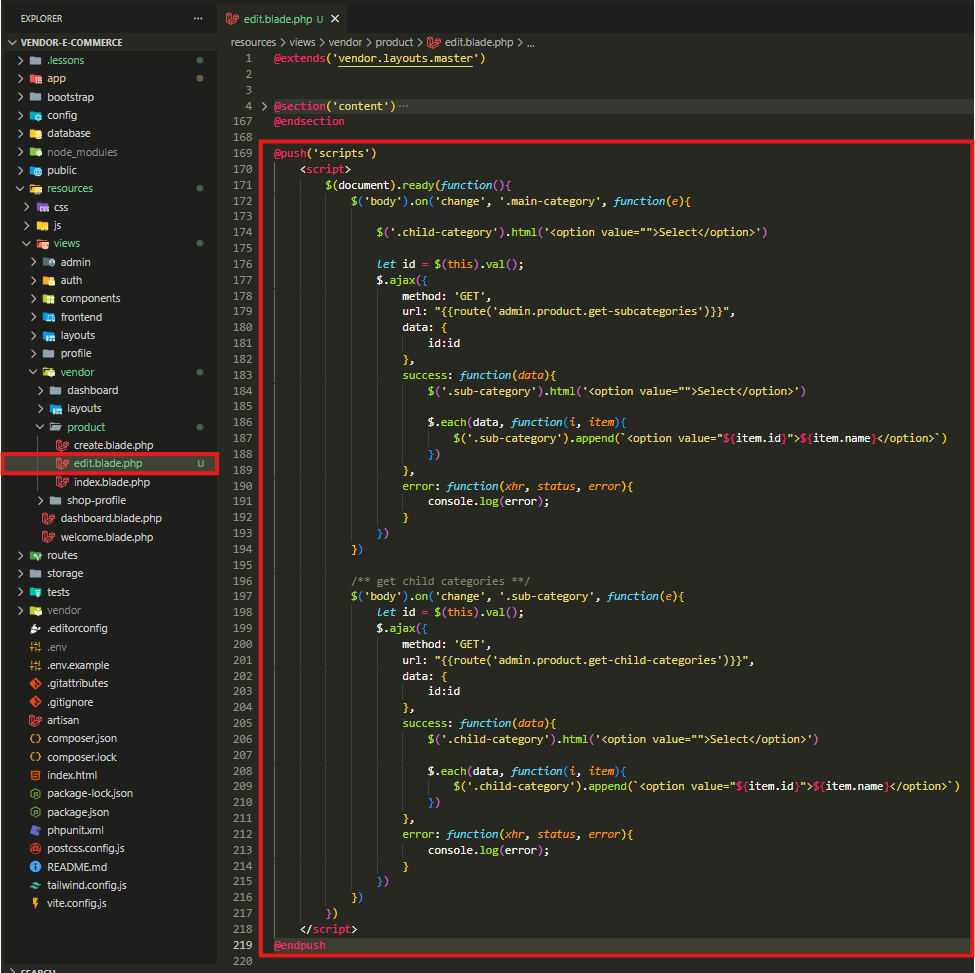 EXPLORER
···
VENDOR-E-COMMERCE
.lessons
app
bootstrap
config
database
node_modules
public
resources
css
js
views
admin
auth
components
frontend
layouts
profile
vendor
dashboard
layouts
product
create.blade.php
edit.blade.php U
index.blade.php
shop-profile
dashboard.blade.php
welcome.blade.php
routes
storage
tests
vendor
.editorconfig
.env
.env.example
.gitattributes
.gitignore
artisan
composer.json
composer.lock
index.html
package-lock.json
package.json
phpunit.xml
postcss.config.js
README.md
tailwind.config.js
vite.config.js
SEARCH
edit.blade.php U ×
resources > views > vendor > product > edit.blade.php > ...
1 @extends('vendor.layouts.master')
2
3
4 @section('content') ···
167 @endsection
168
169 @push('scripts')
170 <script>
171 $(document).ready(function(){
172 $('body').on('change', '.main-category', function(e){
173
174 $('.child-category').html('<option value="">Select</option>')
175
176 let id = $(this).val();
177 $.ajax({
178 method: 'GET',
179 url: "{{route('admin.product.get-subcategories')}}",
180 data: {
181 id:id
182 },
183 success: function(data){
184 $('.sub-category').html('<option value="">Select</option>')
185
186 $.each(data, function(i, item){
187 $('.sub-category').append(`<option value="${item.id}">${item.name}</option>`)
188 })
189 },
190 error: function(xhr, status, error){
191 console.log(error);
192 }
193 })
194 })
195
196 /** get child categories **/
197 $('body').on('change', '.sub-category', function(e){
198 let id = $(this).val();
199 $.ajax({
200 method: 'GET',
201 url: "{{route('admin.product.get-child-categories')}}",
202 data: {
203 id:id
204 },
205 success: function(data){
206 $('.child-category').html('<option value="">Select</option>')
207
208 $.each(data, function(i, item){
209 $('.child-category').append(`<option value="${item.id}">${item.name}</option>`)
210 })
211 },
212 error: function(xhr, status, error){
213 console.log(error);
214 }
215 })
216 })
217 })
218 </script>
219 @endpush
220